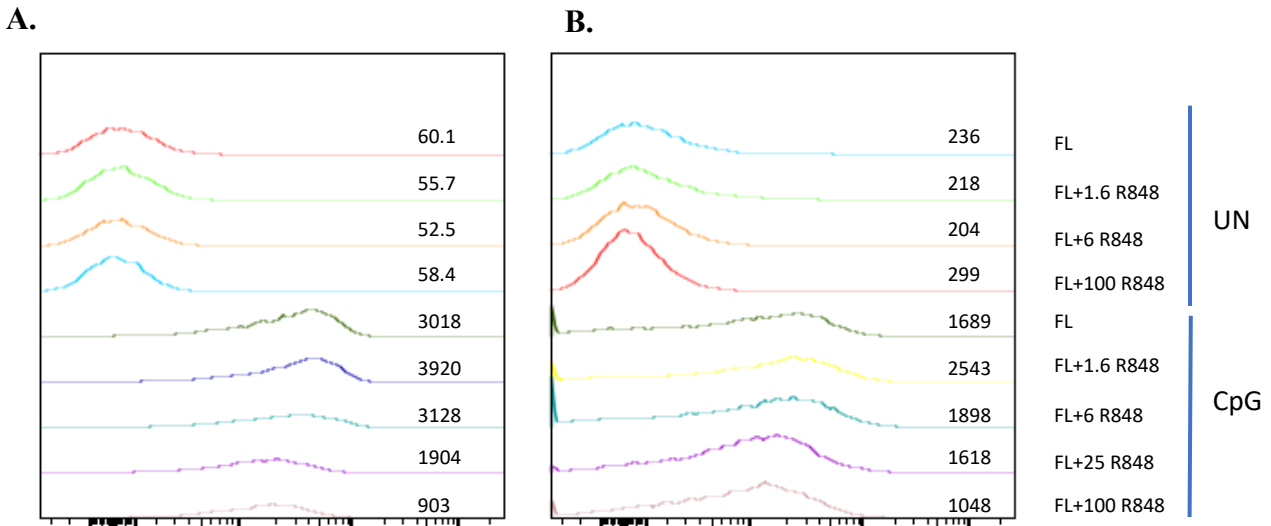 A.
B.
60.1
236
FL
55.7
218
FL+1.6 R848
52.5
204
FL+6 R848
UN
58.4
299
FL+100 R848
3018
1689
FL
3920
2543
FL+1.6 R848
3128
1898
FL+6 R848
CpG
1904
1618
FL+25 R848
903
1048
FL+100 R848